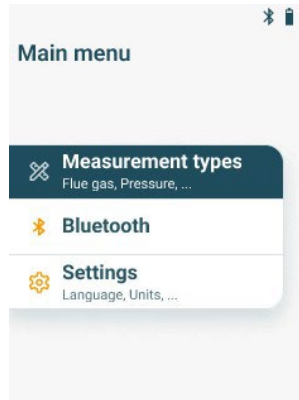 Main menu
Measurement types
Flue gas, Pressure, ...
Bluetooth
Settings
Language, Units, ...